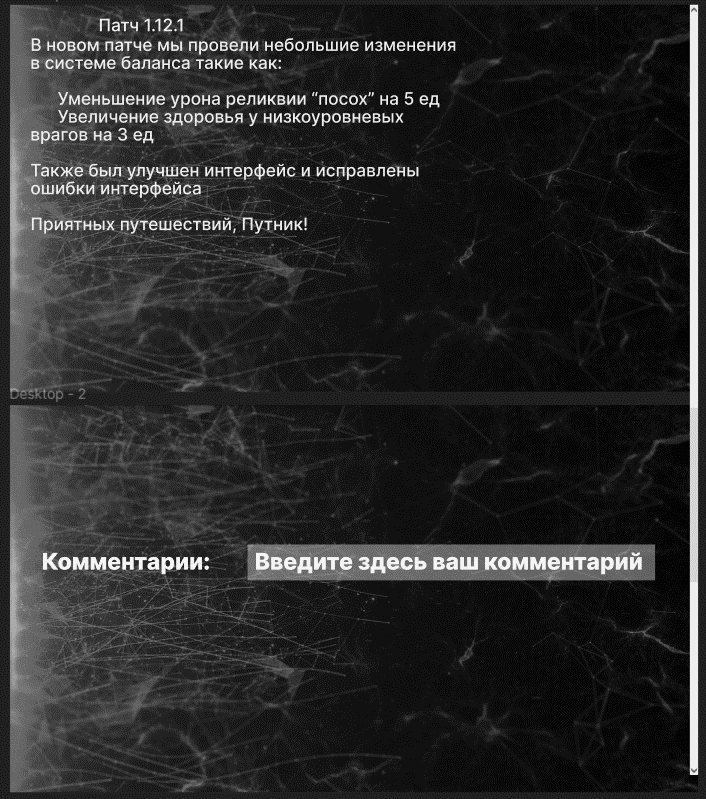 Патч 1.12.1
В новом патче мы провели небольшие изменения
в системе баланса такие как:
Уменьшение урона реликвии “посох” на 5 ед
Увеличение здоровья у низкоуровневых
врагов на 3 ед
Также был улучшен интерфейс и исправлены
ошибки интерфейса
Приятных путешествий, Путник!
Desktop - 2
Комментарии: Введите здесь ваш комментарий